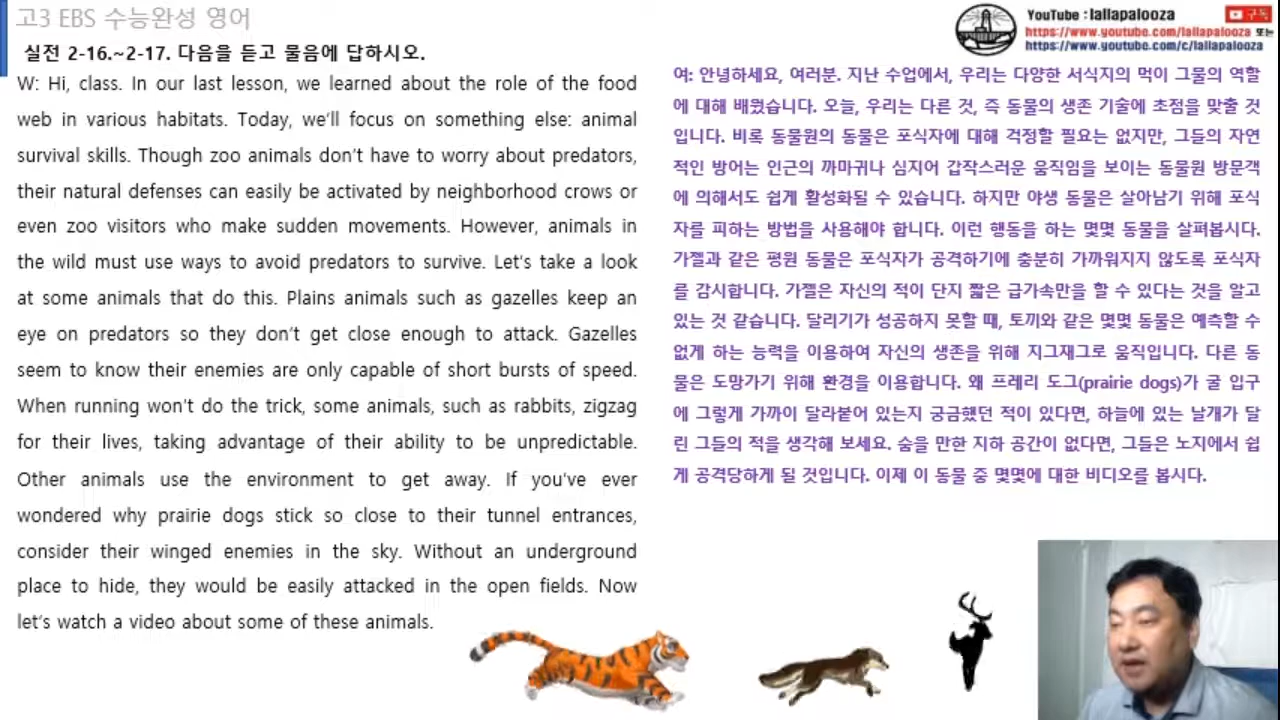 고3 EBS 수능완성 영어
YouTube : lallapalooza
구독
https://www.youtube.com/lallapalooza 또는
https://www.youtube.com/c/lallapalooza
실전 2-16.~2-17. 다음을 듣고 물음에 답하시오.
W: Hi, class. In our last lesson, we learned about the role of the food
web in various habitats. Today, we'll focus on something else: animal
survival skills. Though zoo animals don't have to worry about predators,
their natural defenses can easily be activated by neighborhood crows or
even zoo visitors who make sudden movements. However, animals in
the wild must use ways to avoid predators to survive. Let's take a look
at some animals that do this. Plains animals such as gazelles keep an
eye on predators so they don't get close enough to attack. Gazelles
seem to know their enemies are only capable of short bursts of speed.
When running won't do the trick, some animals, such as rabbits, zigzag
for their lives, taking advantage of their ability to be unpredictable.
Other animals use the environment to get away. If you've ever
wondered why prairie dogs stick so close to their tunnel entrances,
consider their winged enemies in the sky. Without an underground
place to hide, they would be easily attacked in the open fields. Now
let's watch a video about some of these animals.
여: 안녕하세요, 여러분. 지난 수업에서, 우리는 다양한 서식지의 먹이 그물의 역할
에 대해 배웠습니다. 오늘, 우리는 다른 것, 즉 동물의 생존 기술에 초점을 맞출 것
입니다. 비록 동물원의 동물은 포식자에 대해 걱정할 필요는 없지만, 그들의 자연
적인 방어는 인근의 까마귀나 심지어 갑작스러운 움직임을 보이는 동물원 방문객
에 의해서도 쉽게 활성화될 수 있습니다. 하지만 야생 동물은 살아남기 위해 포식
자를 피하는 방법을 사용해야 합니다. 이런 행동을 하는 몇몇 동물을 살펴봅시다.
가젤과 같은 평원 동물은 포식자가 공격하기에 충분히 가까워지지 않도록 포식자
를 감시합니다. 가젤은 자신의 적이 단지 짧은 급가속만을 할 수 있다는 것을 알고
있는 것 같습니다. 달리기가 성공하지 못할 때, 토끼와 같은 몇몇 동물은 예측할 수
없게 하는 능력을 이용하여 자신의 생존을 위해 지그재그로 움직입니다. 다른 동
물은 도망가기 위해 환경을 이용합니다. 왜 프레리 도그(prairie dogs)가 굴 입구
에 그렇게 가까이 달라붙어 있는지 궁금했던 적이 있다면, 하늘에 있는 날개가 달
린 그들의 적을 생각해 보세요. 숨을 만한 지하 공간이 없다면, 그들은 노지에서 쉽
게 공격당하게 될 것입니다. 이제 이 동물 중 몇몇에 대한 비디오를 봅시다.